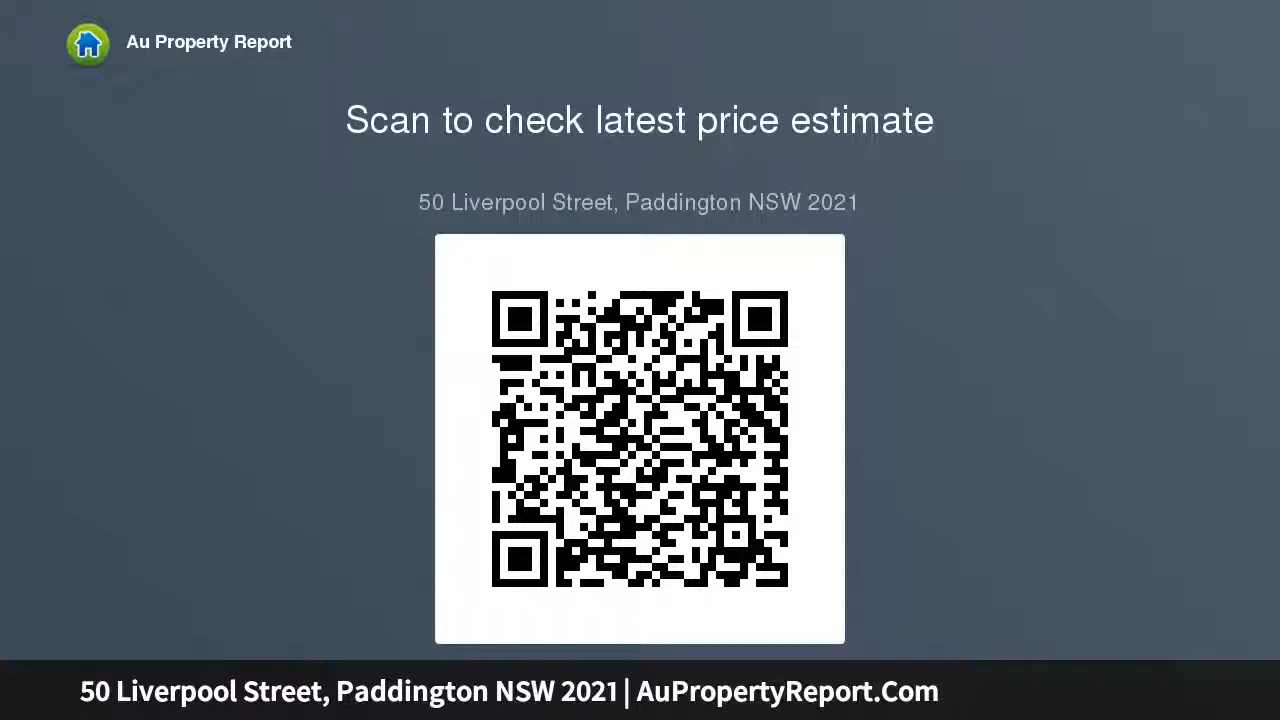 Au Property Report
Scan to check latest price estimate
50 Liverpool Street, Paddington NSW 2021
50 Liverpool Street, Paddington NSW 2021 | AuPropertyReport.Com